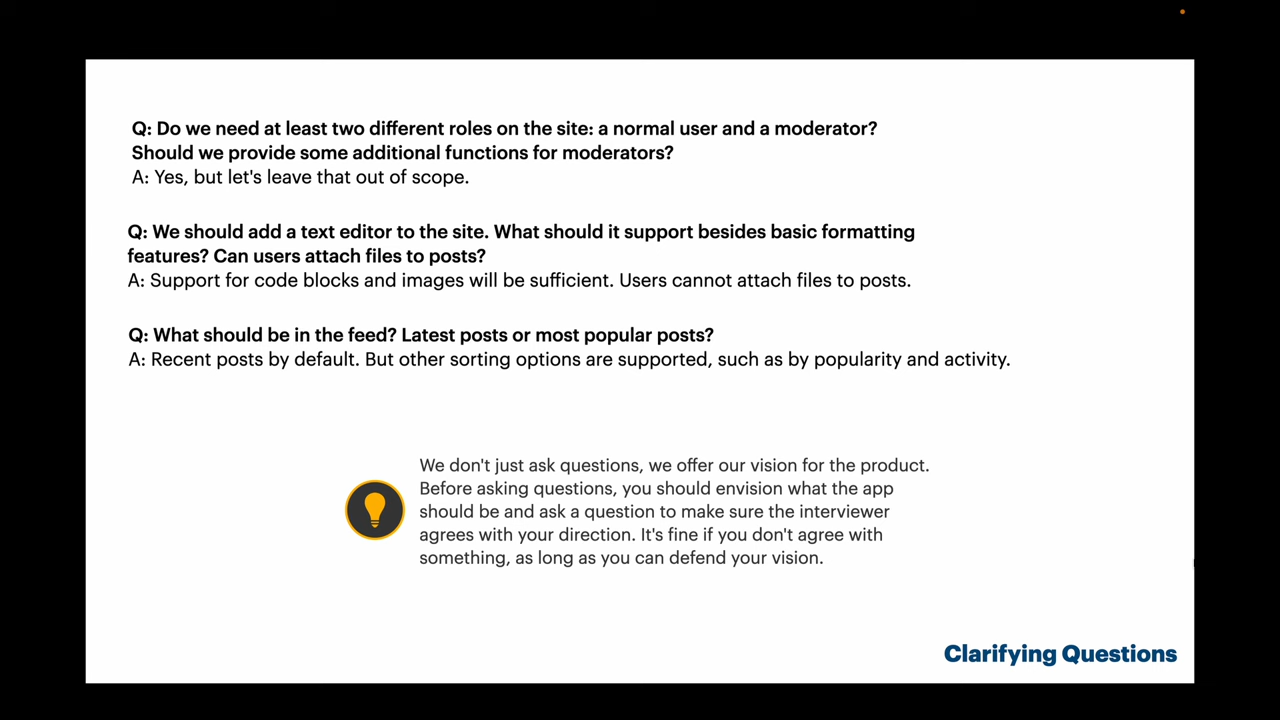 Q: Do we need at least two different roles on the site: a normal user and a moderator?
Should we provide some additional functions for moderators?
A: Yes, but let's leave that out of scope.
Q: We should add a text editor to the site. What should it support besides basic formatting
features? Can users attach files to posts?
A: Support for code blocks and images will be sufficient. Users cannot attach files to posts.
Q: What should be in the feed? Latest posts or most popular posts?
A: Recent posts by default. But other sorting options are supported, such as by popularity and activity.
We don't just ask questions, we offer our vision for the product.
Before asking questions, you should envision what the app
should be and ask a question to make sure the interviewer
agrees with your direction. It's fine if you don't agree with
something, as long as you can defend your vision.
Clarifying Questions